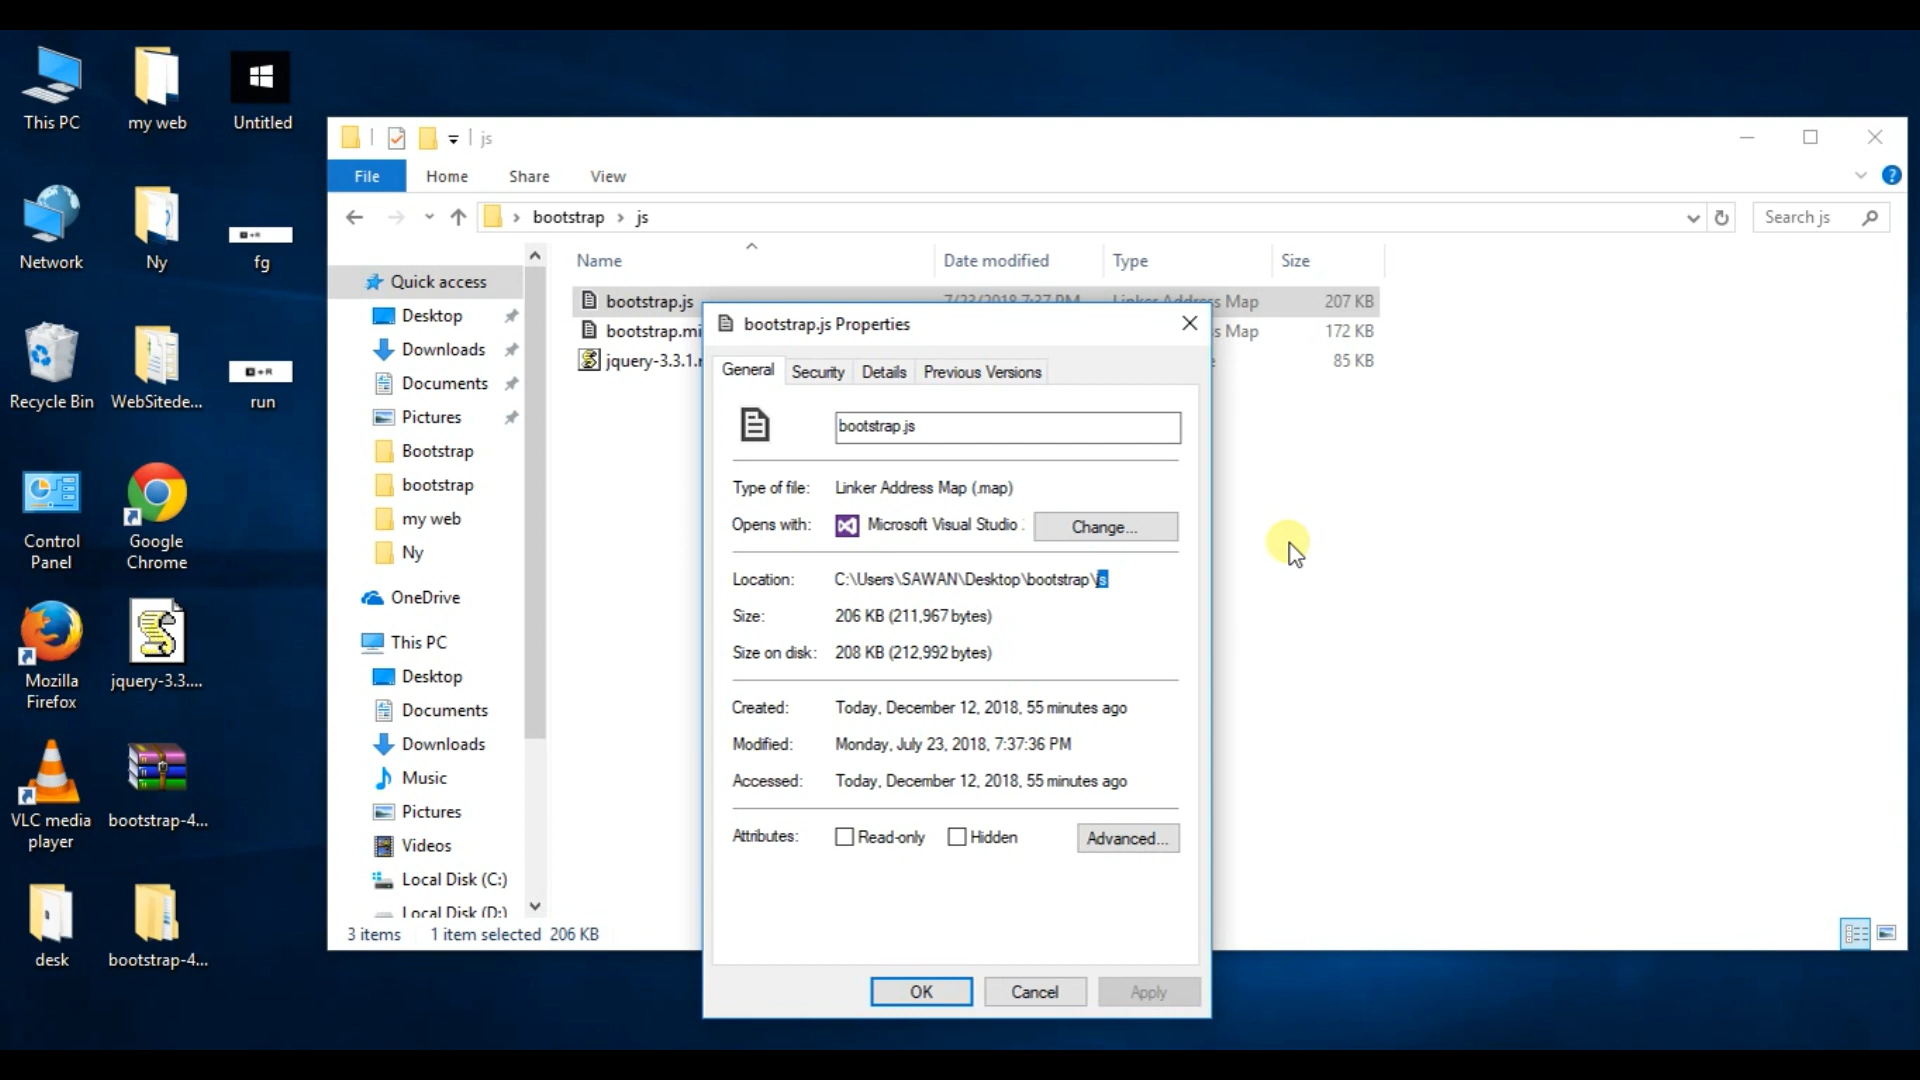 This PC
my web
Untitled
Network
Ny
fg
Recycle Bin
WebSitede...
run
Control Panel
Google Chrome
Mozilla Firefox
jquery-3.3....
VLC media player
bootstrap-4...
desk
bootstrap-4...
js
File Home Share View
bootstrap › js
Search js
Quick access
Desktop
Downloads
Documents
Pictures
Bootstrap
bootstrap
my web
Ny
OneDrive
This PC
Desktop
Documents
Downloads
Music
Pictures
Videos
Local Disk (C:)
Local Disk (D:)
Name Date modified Type Size
bootstrap.js 7/23/2018 7:37 PM Linker Address Map 207 KB
bootstrap.mi s Map 172 KB
jquery-3.3.1.r 85 KB
3 items 1 item selected 206 KB
bootstrap.js Properties
General Security Details Previous Versions
bootstrap.js
Type of file: Linker Address Map (.map)
Opens with: Microsoft Visual Studio Change...
Location: C:\Users\SAWAN\Desktop\bootstrap\js
Size: 206 KB (211,967 bytes)
Size on disk: 208 KB (212,992 bytes)
Created: Today, December 12, 2018, 55 minutes ago
Modified: Monday, July 23, 2018, 7:37:36 PM
Accessed: Today, December 12, 2018, 55 minutes ago
Attributes: Read-only Hidden Advanced...
OK Cancel Apply